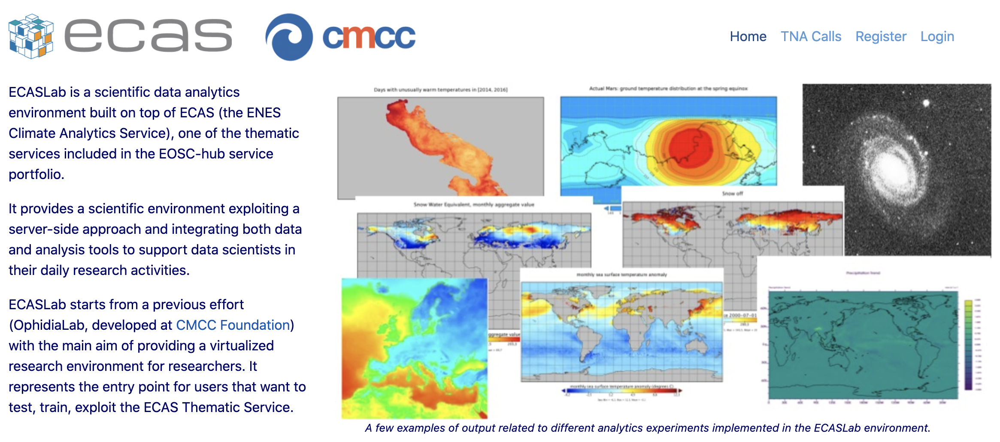 ecas
cmcc
Home TNA Calls Register Login
ECASLab is a scientific data analytics
environment built on top of ECAS (the ENES
Climate Analytics Service), one of the thematic
services included in the EOSC-hub service
portfolio.
It provides a scientific environment exploiting a
server-side approach and integrating both data
and analysis tools to support data scientists in
their daily research activities.
ECASLab starts from a previous effort
(OphidiaLab, developed at CMCC Foundation)
with the main aim of providing a virtualized
research environment for researchers. It
represents the entry point for users that want to
test, train, exploit the ECAS Thematic Service.
Days with unusually warm temperatures in [2014, 2016]
Actual Mars: ground temperature distribution at the spring equinox
Snow Water Equivalent, monthly aggregate value
Snow off
monthly sea surface temperature anomaly
Precipitation trend
ce 2000-07-01
ggregate value
monthly sea surface temperature anomaly (degrees C)
A few examples of output related to different analytics experiments implemented in the ECASLab environment.